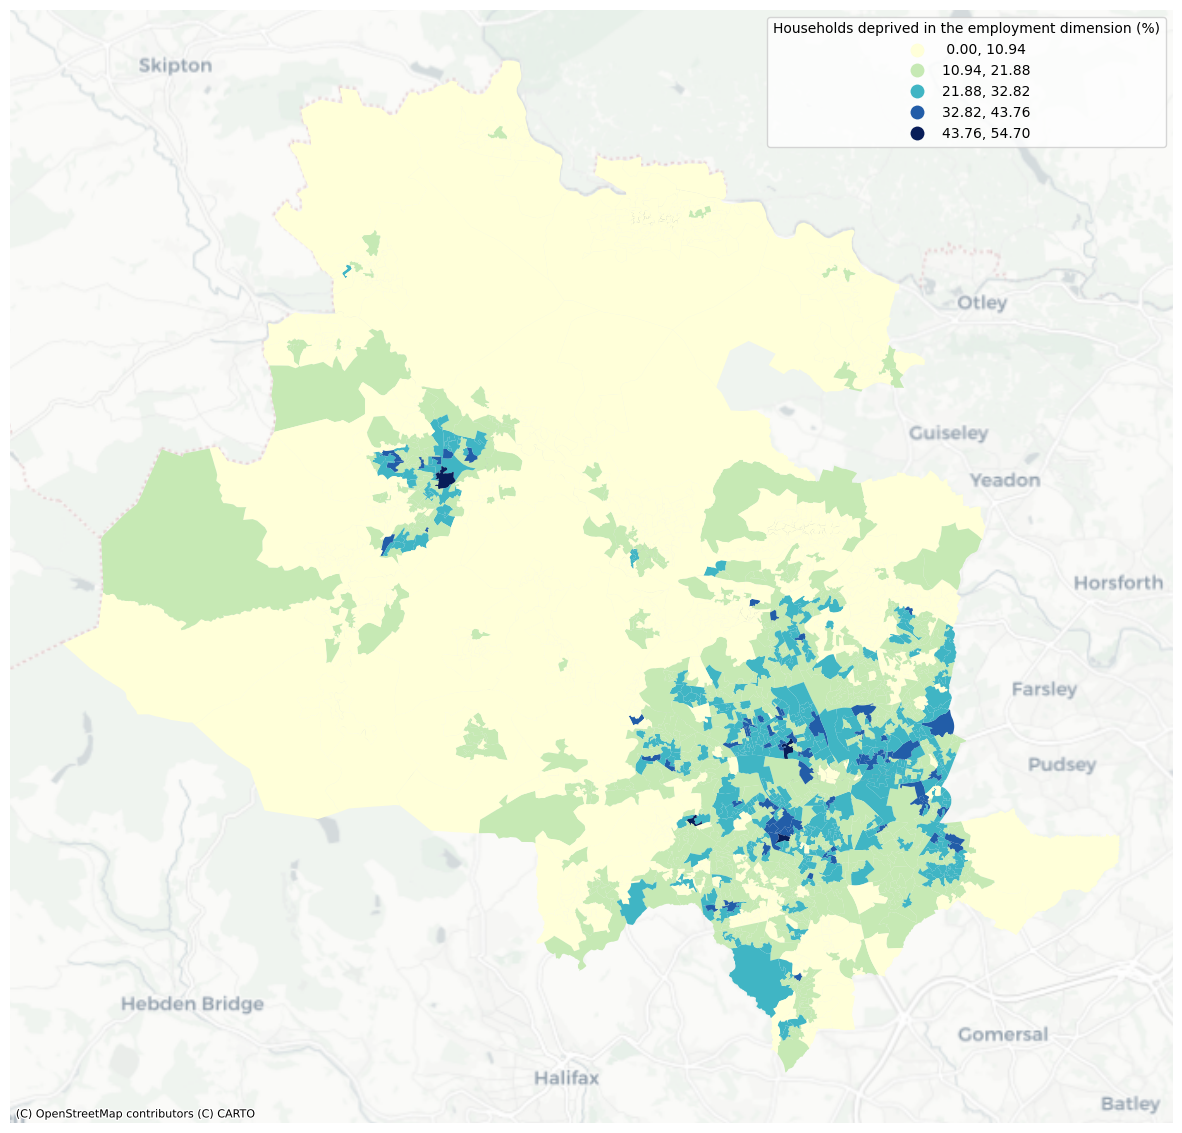 Households deprived in the employment dimension (%)
0.00, 10.94
10.94, 21.88
21.88, 32.82
32.82, 43.76
43.76, 54.70
Skipton
Otley
Guiseley
Yeadon
Horsforth
Farsley
Pudsey
Hebden Bridge
Gomersal
Halifax
Batley
(C) OpenStreetMap contributors (C) CARTO